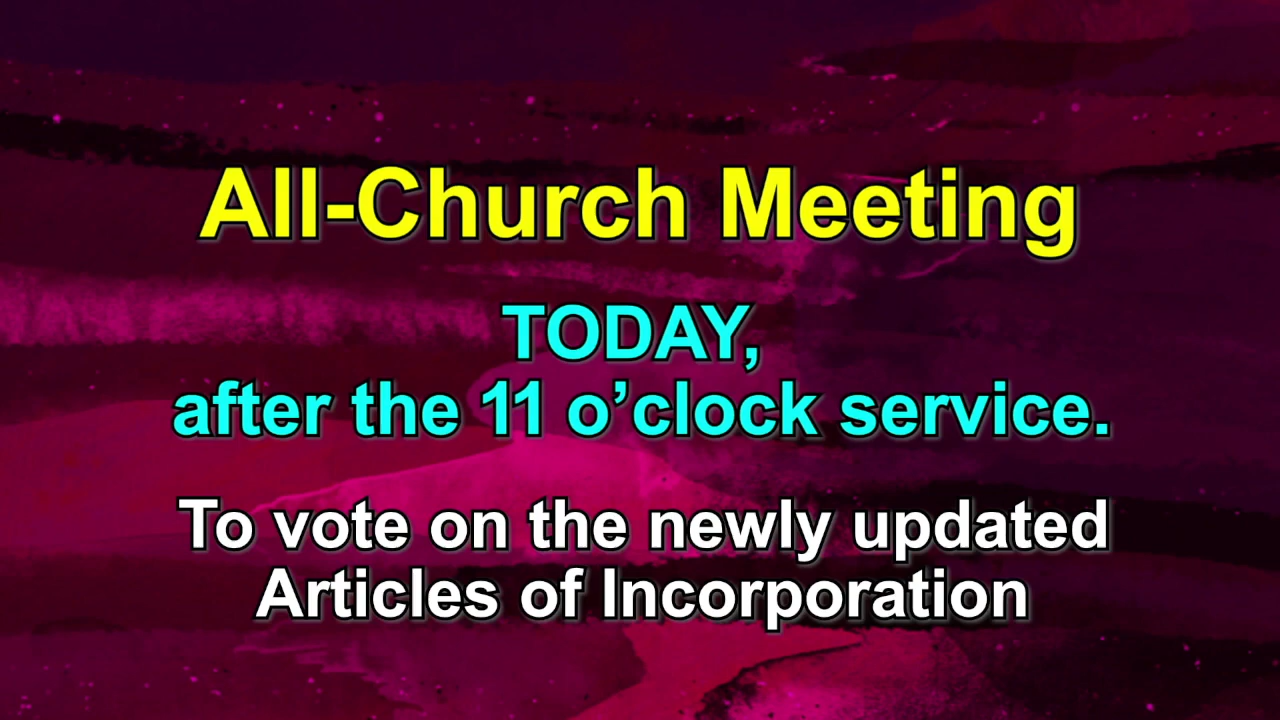 All-Church Meeting
TODAY,
after the 11 o’clock service.
To vote on the newly updated
Articles of Incorporation